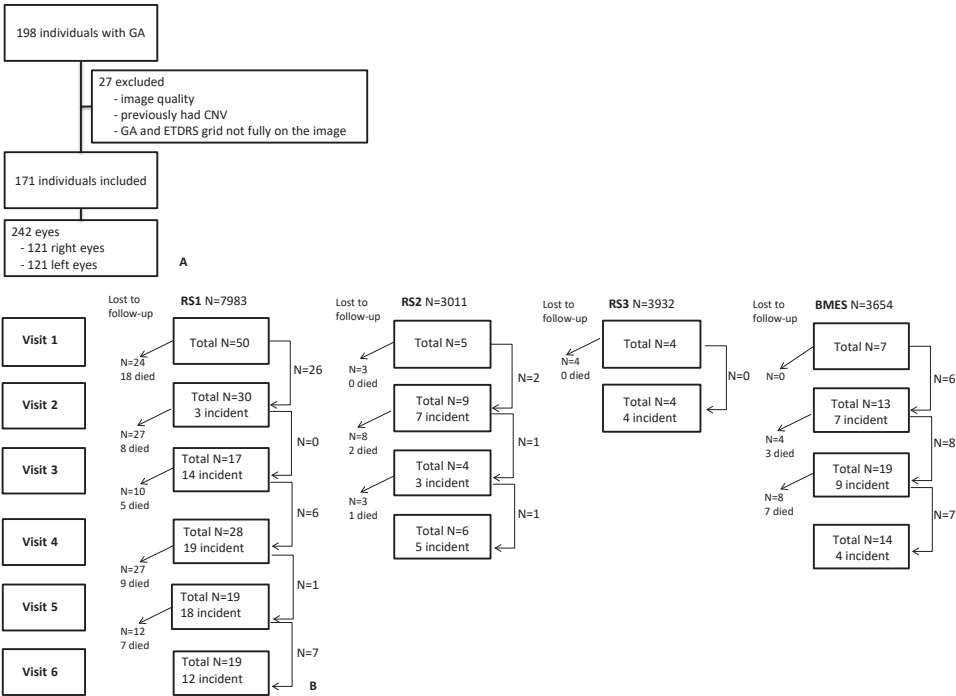 198 individuals with GA
27 excluded
- image quality
- previously had CNV
- GA and ETDRS grid not fully on the image
171 individuals included
242 eyes
- 121 right eyes
- 121 left eyes
A
Visit 1
Visit 2
Visit 3
Visit 4
Visit 5
Visit 6
Lost to
follow-up
RS1 N=7983
Total N=50
N=24
18 died
N=26
Total N=30
3 incident
N=27
8 died
N=0
Total N=17
14 incident
N=10
5 died
N=6
Total N=28
19 incident
N=27
9 died
N=1
Total N=19
18 incident
N=12
7 died
N=7
Total N=19
12 incident
B
Lost to
follow-up
RS2 N=3011
Total N=5
N=3
0 died
N=2
Total N=9
7 incident
N=8
2 died
N=1
Total N=4
3 incident
N=3
1 died
N=1
Total N=6
5 incident
Lost to
follow-up
RS3 N=3932
Total N=4
N=4
0 died
N=0
Total N=4
4 incident
Lost to
follow-up
BMES N=3654
Total N=7
N=0
N=6
Total N=13
7 incident
N=4
3 died
N=8
Total N=19
9 incident
N=8
7 died
N=7
Total N=14
4 incident